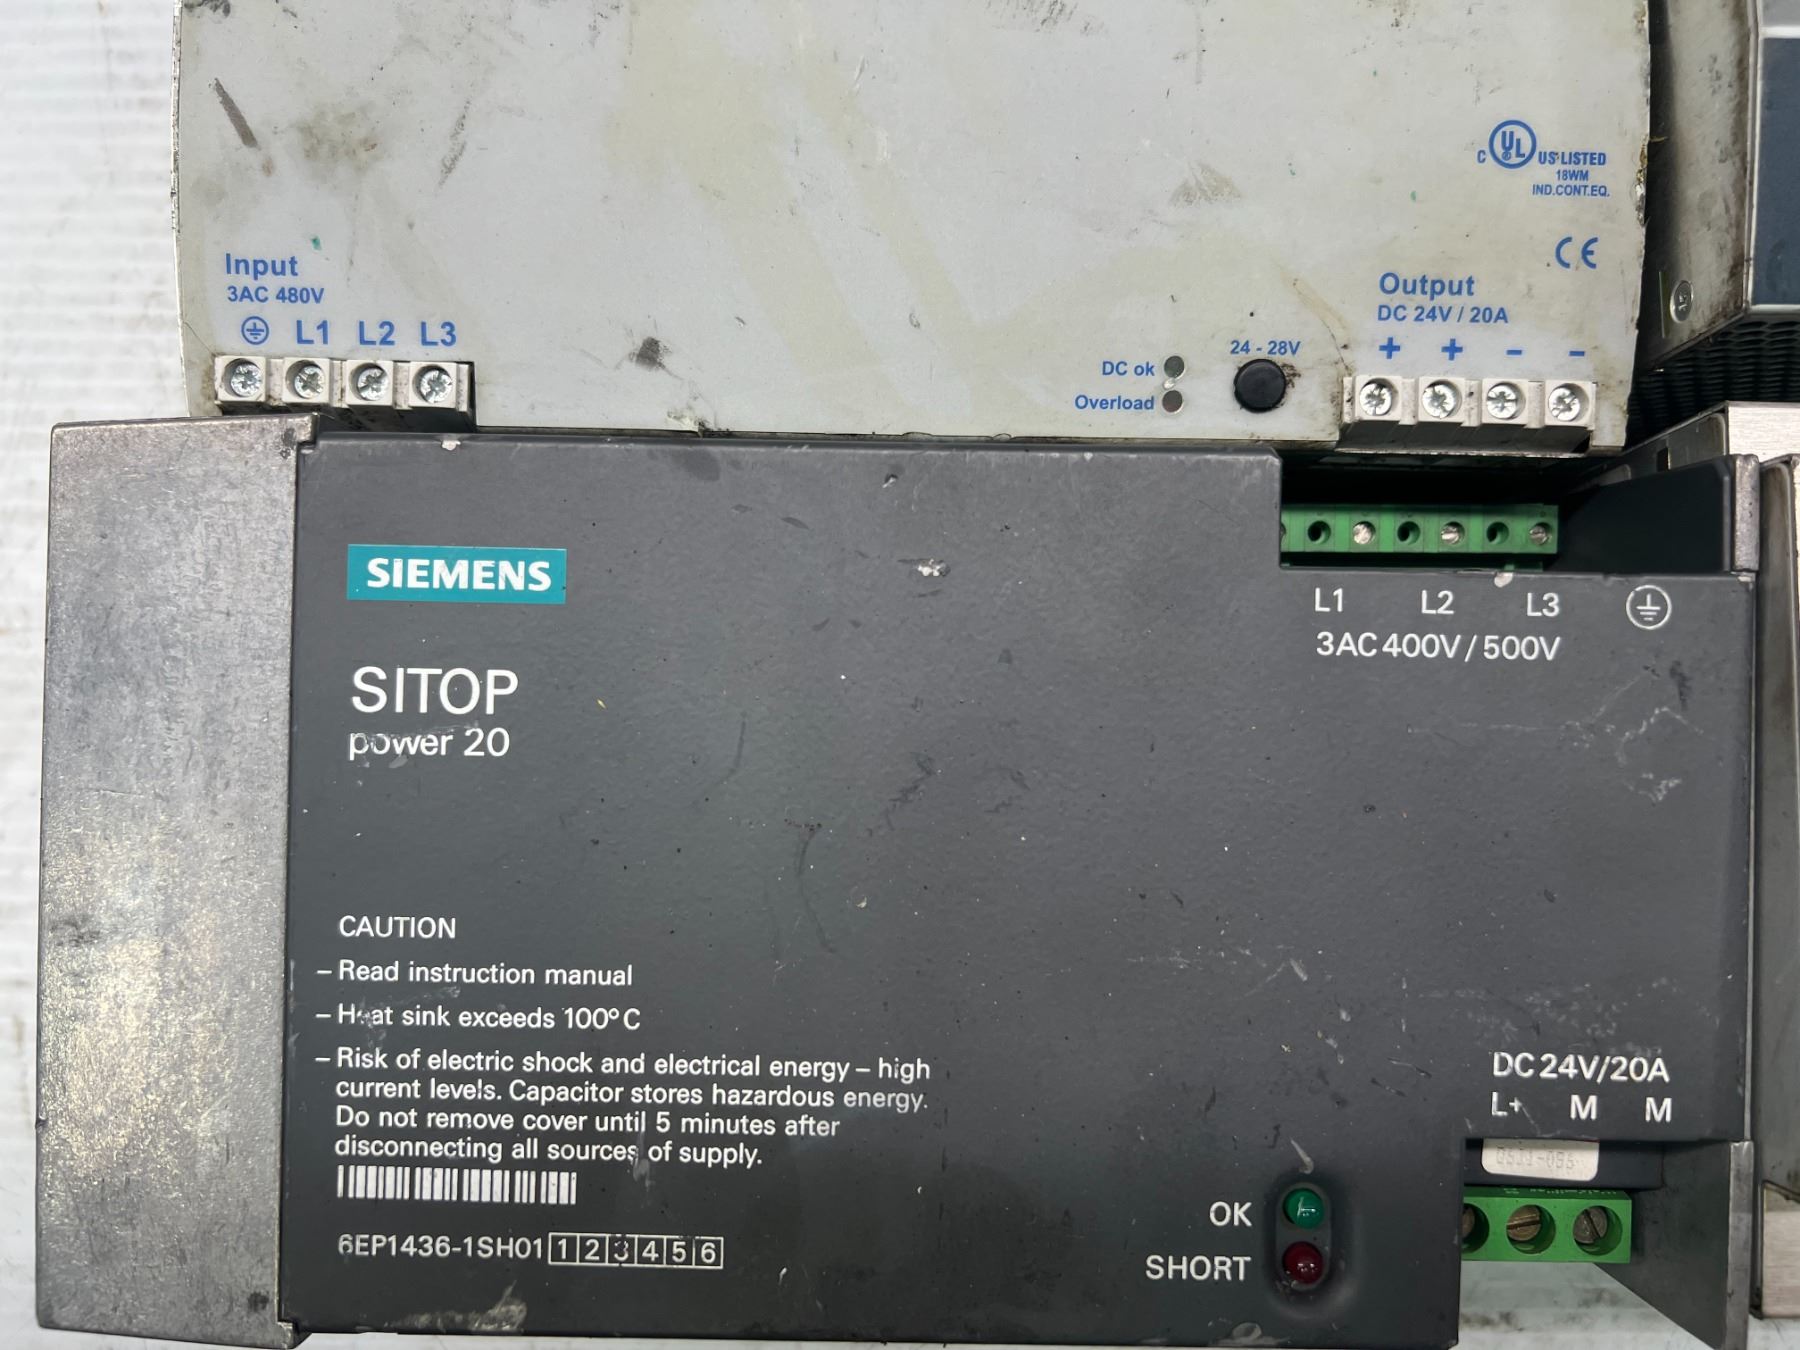 C UL US LISTED
18WM
IND.CONT.EQ.
CE
Input
3AC 480V
L1 L2 L3
Output
DC 24V / 20A
+ + - -
24 - 28V
DC ok
Overload
SIEMENS
SITOP
power 20
L1 L2 L3
3AC 400V / 500V
CAUTION
– Read instruction manual
– Heat sink exceeds 100°C
– Risk of electric shock and electrical energy – high
current levels. Capacitor stores hazardous energy.
Do not remove cover until 5 minutes after
disconnecting all sources of supply.
6EP1436-1SH01 1 2 3 4 5 6
DC 24V/20A
L+ M M
OK
SHORT